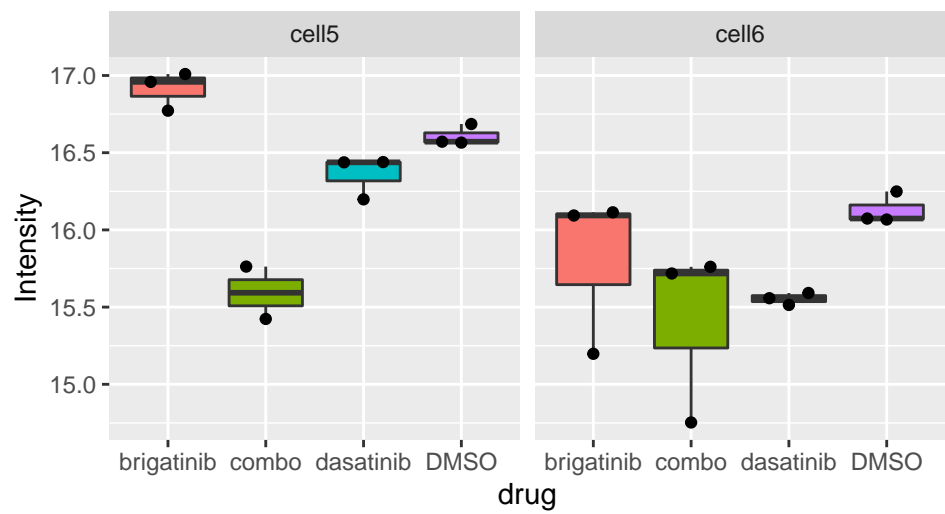 cell5 cell6
17.0
16.5
16.0
15.5
15.0
Intensity
brigatinib combo dasatinib DMSO brigatinib combo dasatinib DMSO
drug